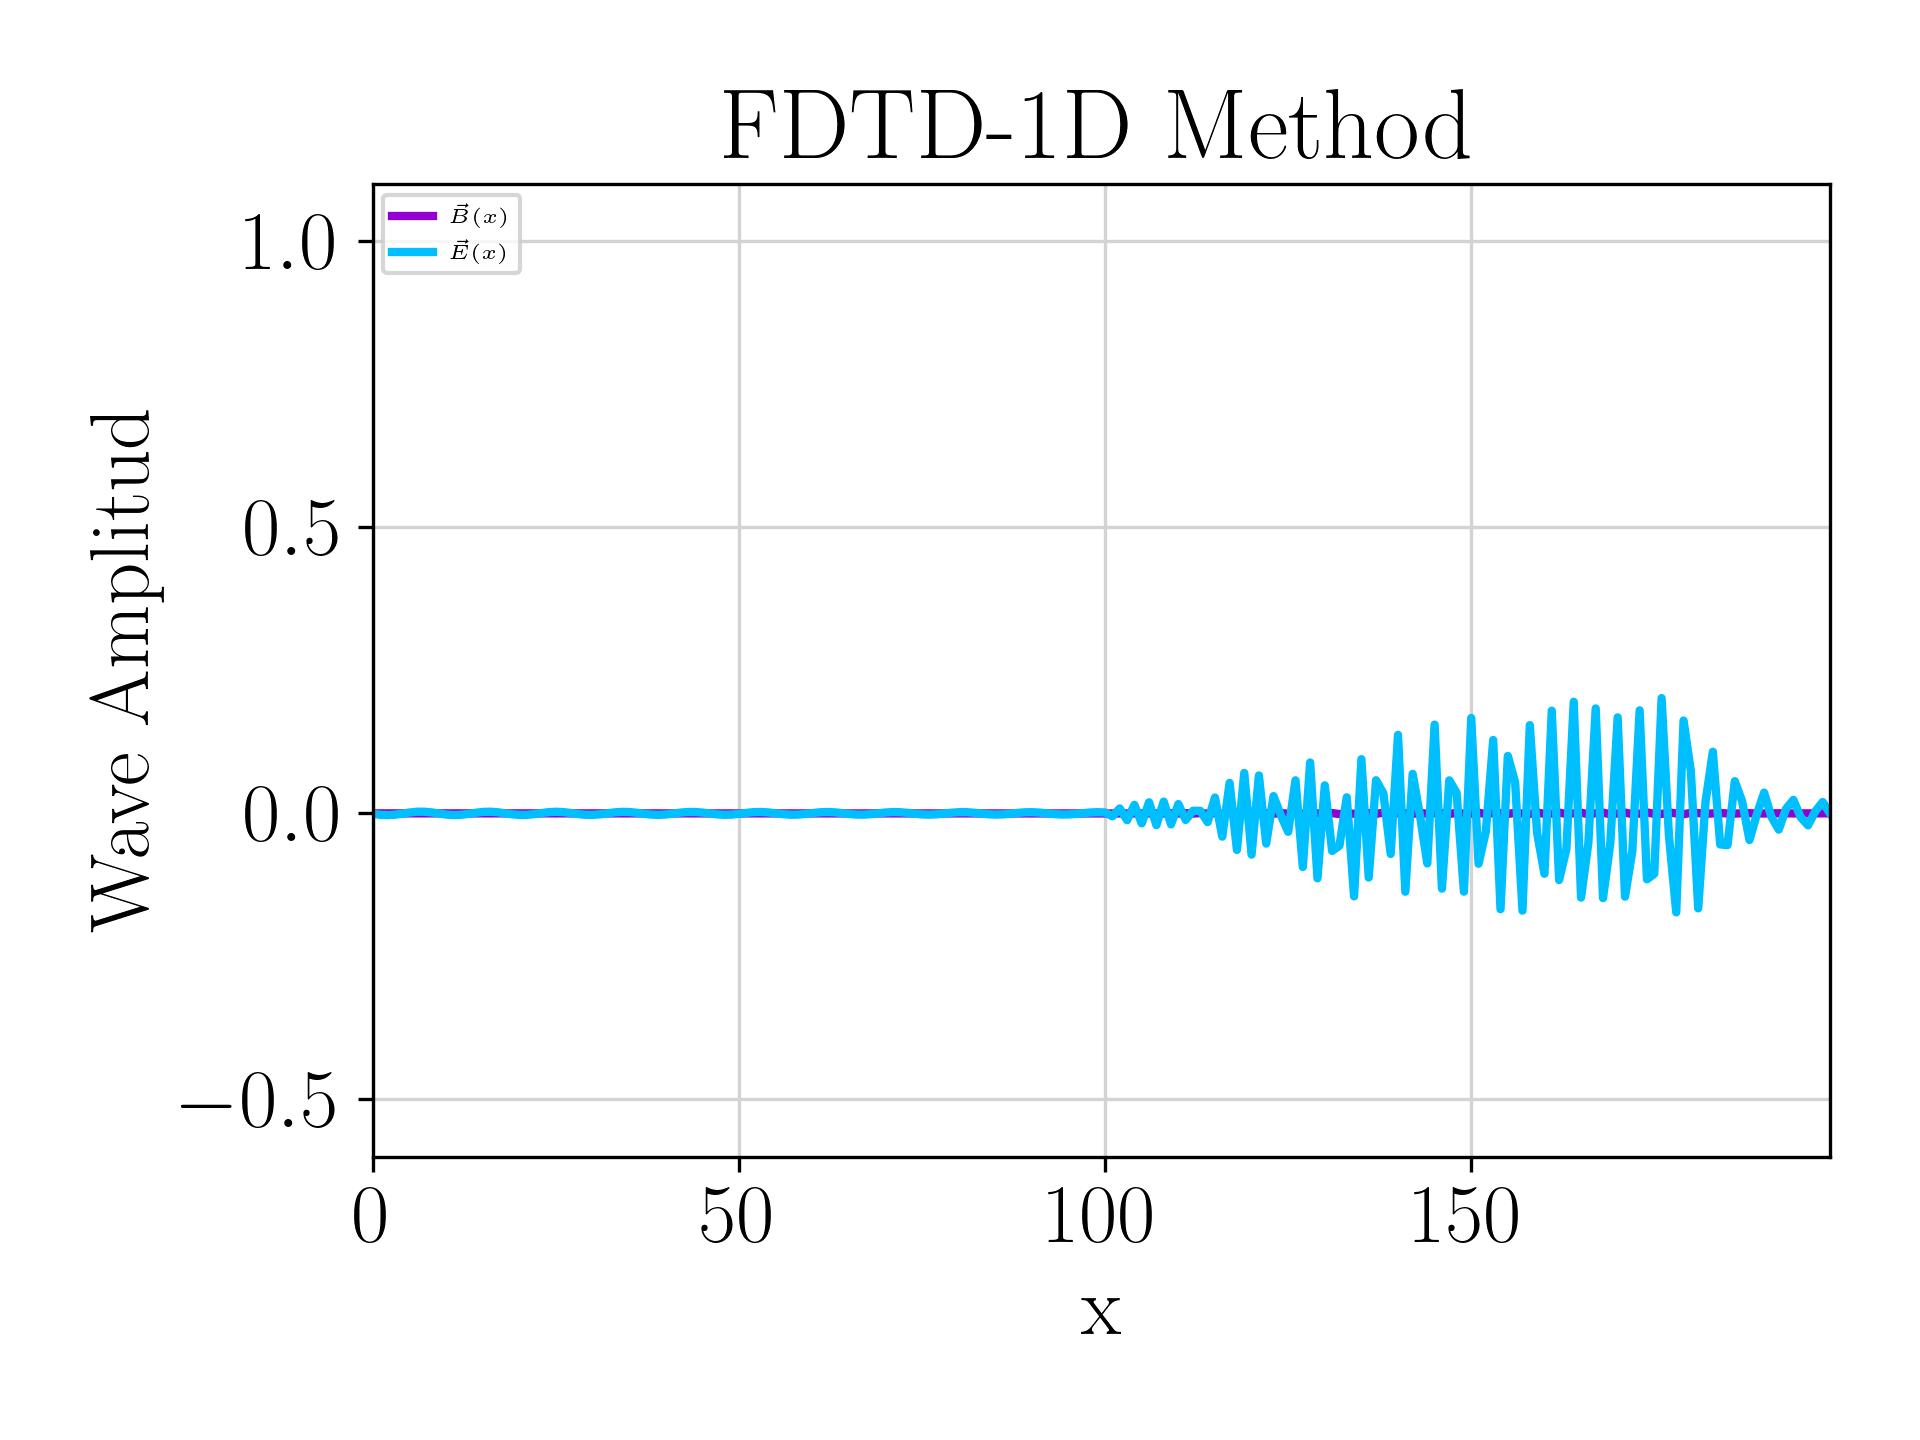 FDTD-1D Method
$\vec{B}(x)$
$\vec{E}(x)$
1.0
0.5
0.0
−0.5
Wave Amplitud
0 50 100 150
x